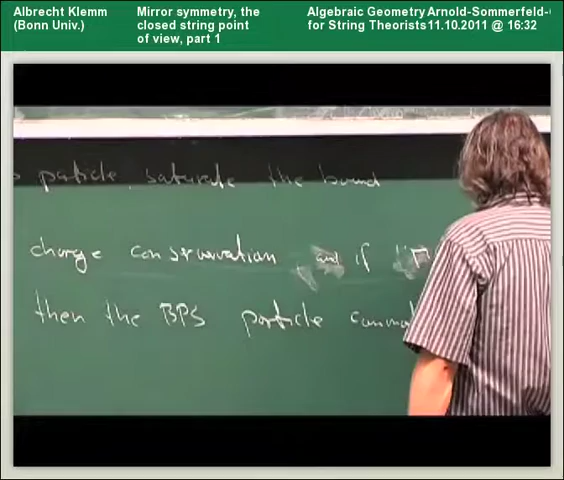 Albrecht Klemm
(Bonn Univ.)
Mirror symmetry, the
closed string point
of view, part 1
Algebraic Geometry
for String Theorists
Arnold-Sommerfeld-
11.10.2011 @ 16:32
particle saturate the bound
charge conservation and if
then the BPS particle cannot